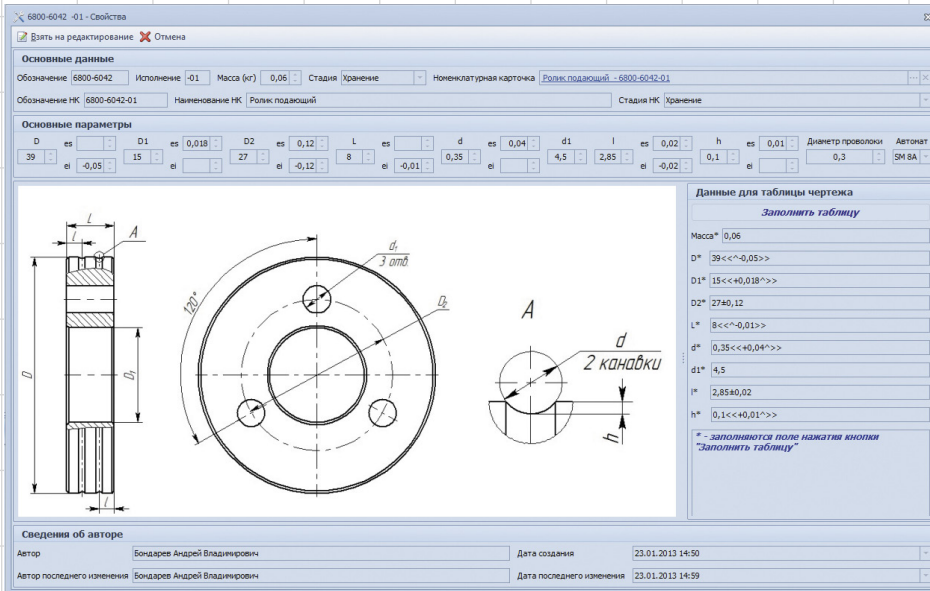 6800-6042 -01 - Свойства
Взять на редактирование Отмена
Основные данные
Обозначение 6800-6042 Исполнение -01 Масса (кг) 0,06 Стадия Хранение Номенклатурная карточка Ролик подающий - 6800-6042-01
Обозначение НК 6800-6042-01 Наименование НК Ролик подающий Стадия НК Хранение
Основные параметры
D es D1 es 0,018 D2 es 0,12 L es d es 0,04 d1 l es 0,02 h es 0,01 Диаметр проволоки Автомат
39 15 27 8 0,35 4,5 2,85 0,1 0,3 SM 8A
ei -0,05 ei ei -0,12 ei -0,01 ei ei -0,02 ei
Данные для таблицы чертежа
Заполнить таблицу
Масса* 0,06
D* 39<<^-0,05>>
D1* 15<<+0,018^>>
D2* 27±0,12
L* 8<<^-0,01>>
d* 0,35<<+0,04^>>
d1* 4,5
l* 2,85±0,02
h* 0,1<<+0,01^>>
* - заполняются поле нажатия кнопки
"Заполнить таблицу"
L
l
A
D
D₁
l
120°
d₁
3 отв.
D₂
A
d
2 канавки
h
Сведения об авторе
Автор Бондарев Андрей Владимирович Дата создания 23.01.2013 14:50
Автор последнего изменения Бондарев Андрей Владимирович Дата последнего изменения 23.01.2013 14:59